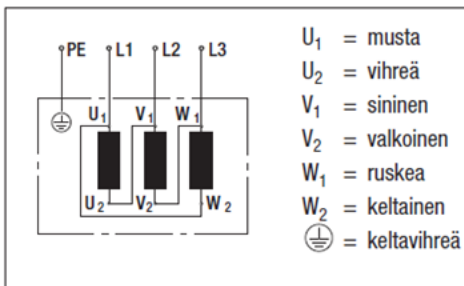 PE L1 L2 L3
U₁ V₁ W₁
U₂ V₂ W₂
U₁ = musta
U₂ = vihreä
V₁ = sininen
V₂ = valkoinen
W₁ = ruskea
W₂ = keltainen
⏚ = keltavihreä